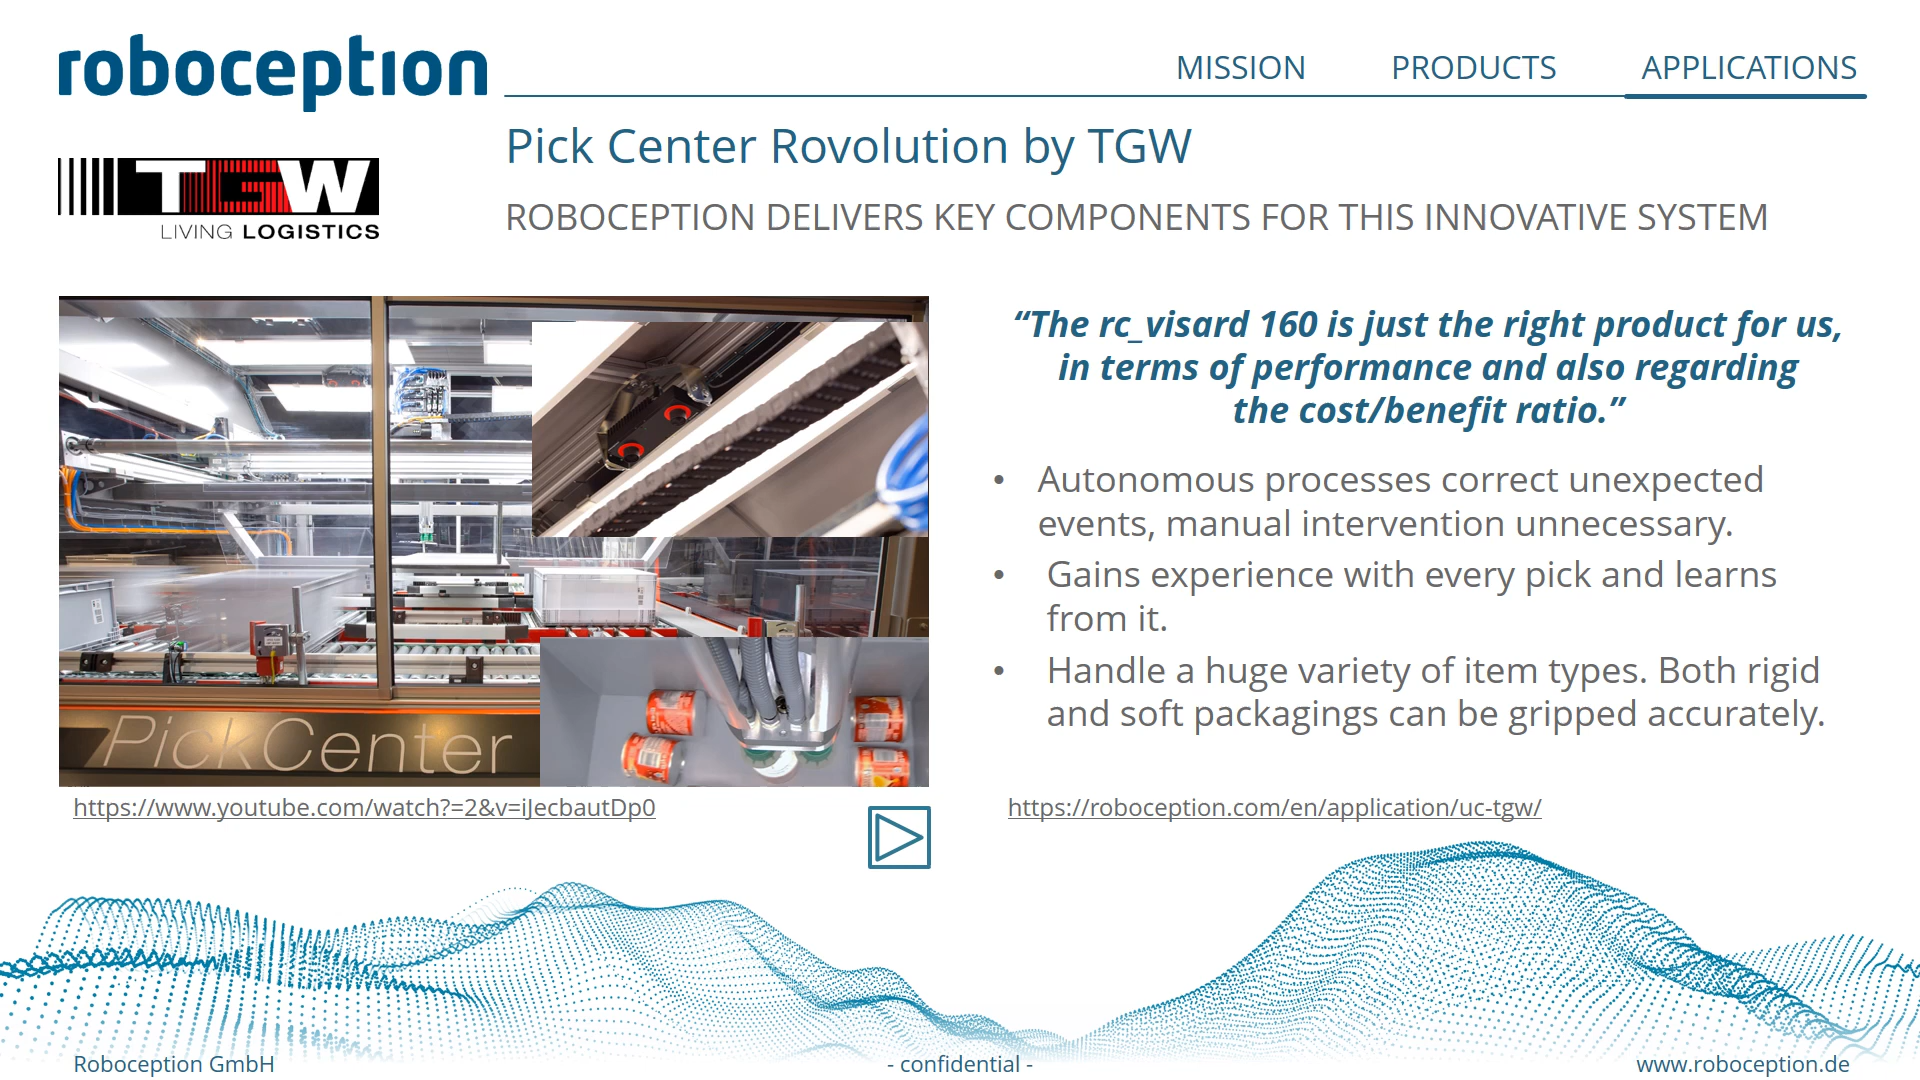 roboception
MISSION
PRODUCTS
APPLICATIONS
TGW
LIVING LOGISTICS
Pick Center Rovolution by TGW
ROBOCEPTION DELIVERS KEY COMPONENTS FOR THIS INNOVATIVE SYSTEM
PickCenter
https://www.youtube.com/watch?=2&v=iJecbautDp0
“The rc_visard 160 is just the right product for us,
in terms of performance and also regarding
the cost/benefit ratio.”
• Autonomous processes correct unexpected
events, manual intervention unnecessary.
• Gains experience with every pick and learns
from it.
• Handle a huge variety of item types. Both rigid
and soft packagings can be gripped accurately.
https://roboception.com/en/application/uc-tgw/
Roboception GmbH
- confidential -
www.roboception.de